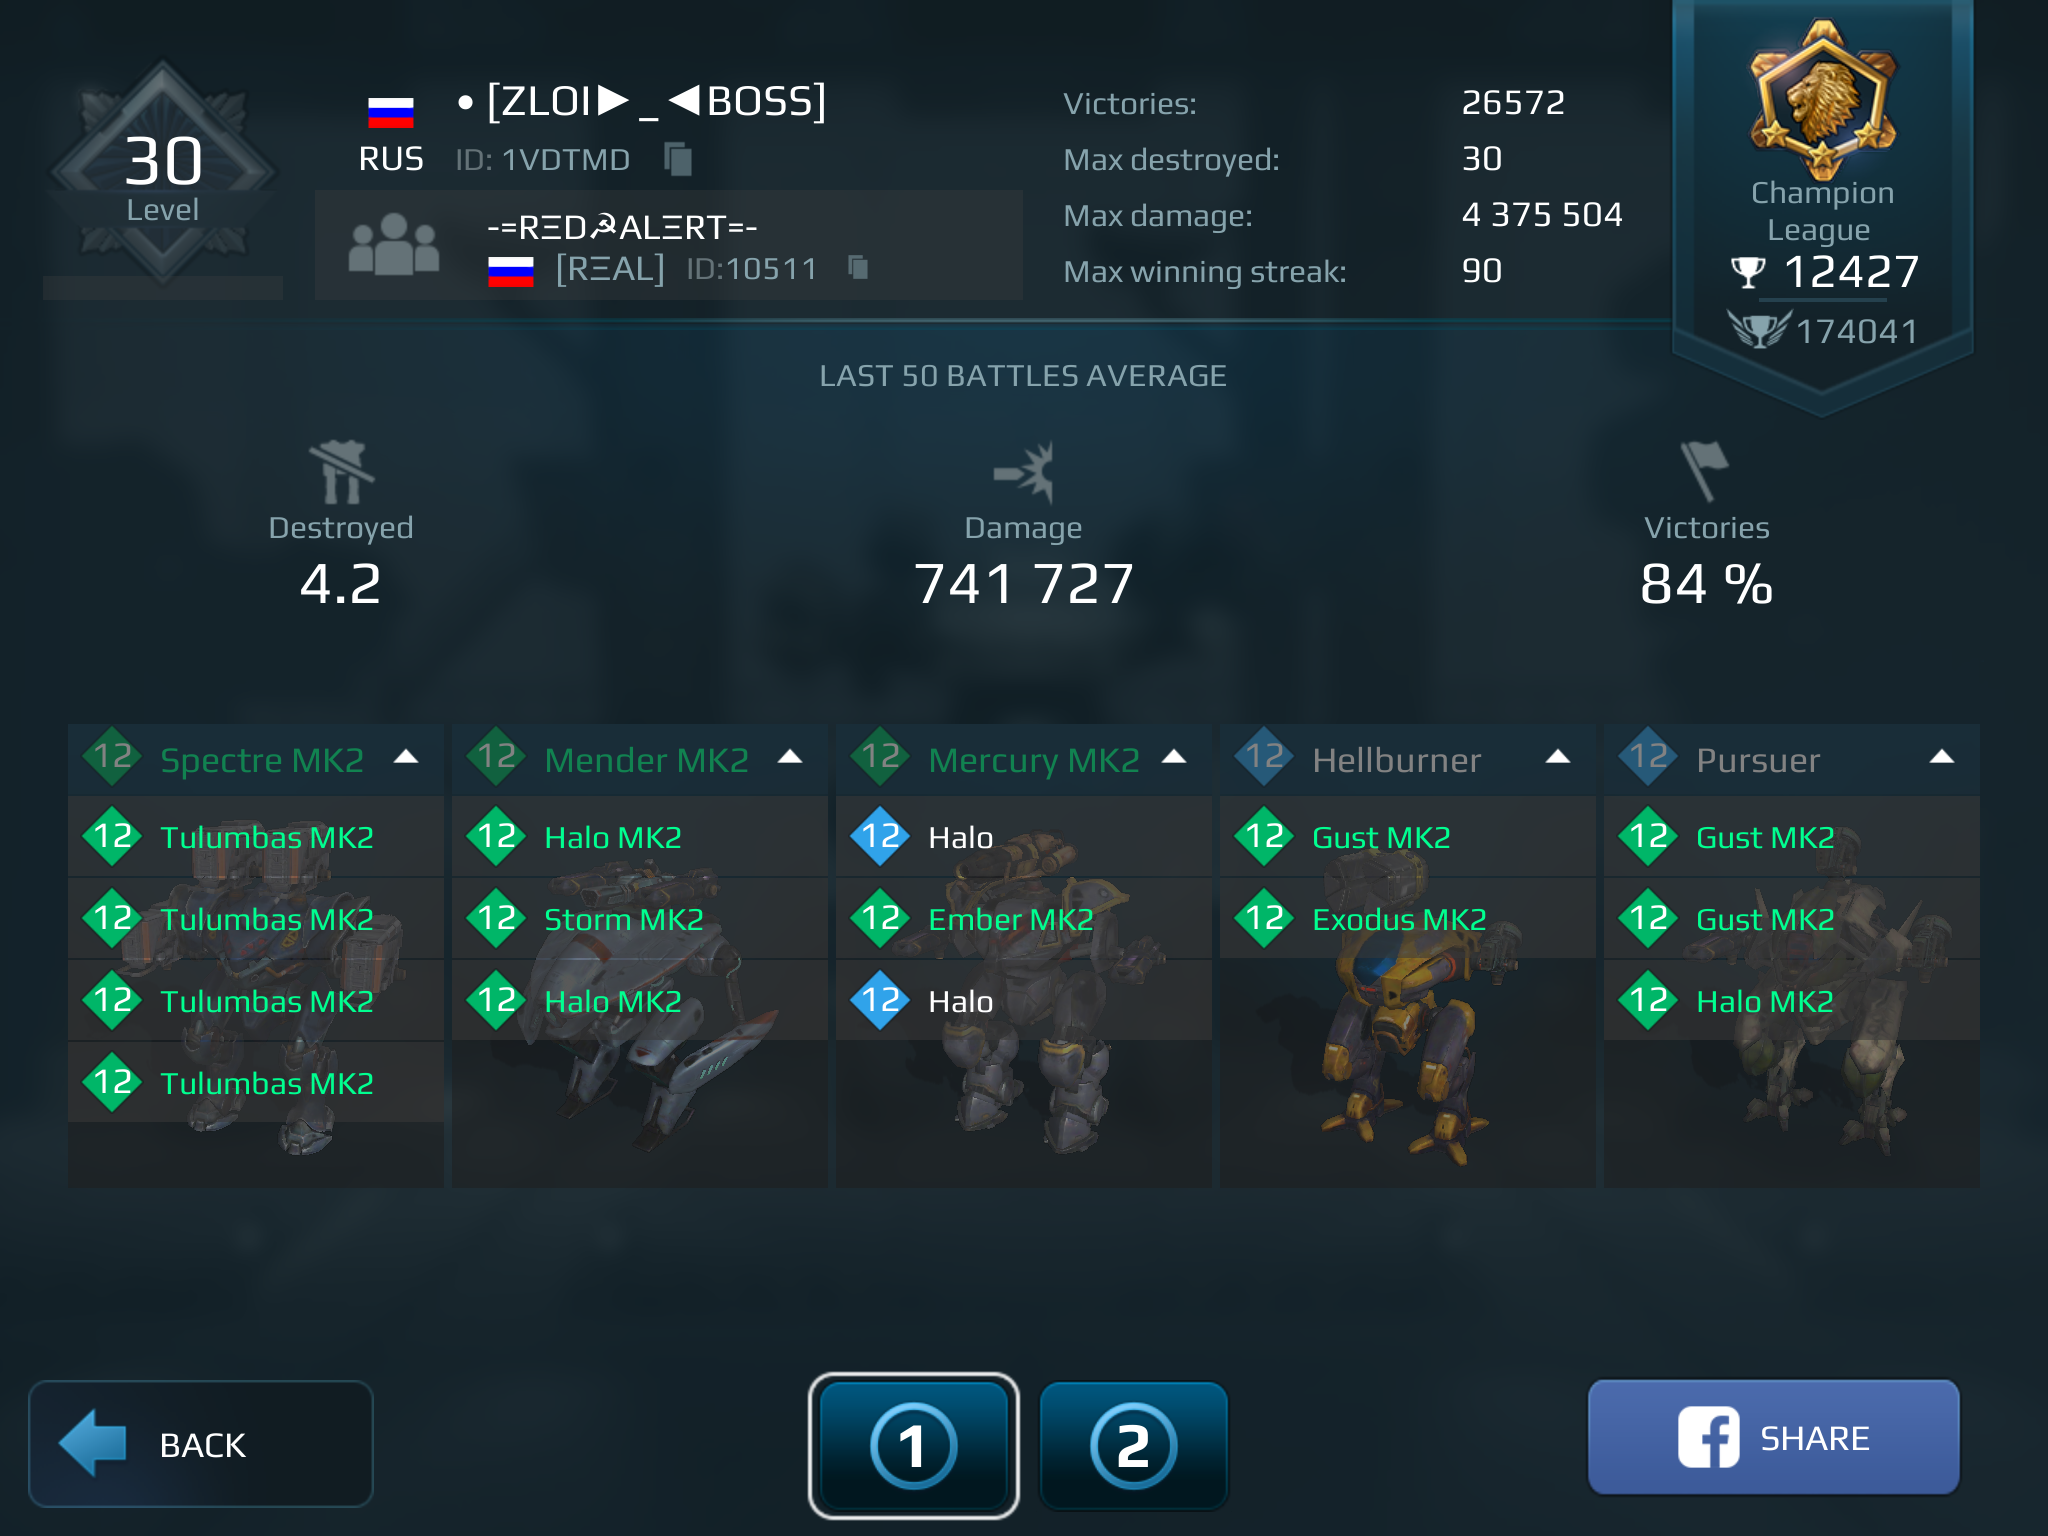 30
Level
RUS
• [ZLOI►_◄BOSS]
ID: 1VDTMD
-=RΞD☭ALΞRT=-
[RΞAL] ID:10511
Victories: 26572
Max destroyed: 30
Max damage: 4 375 504
Max winning streak: 90
Champion
League
12427
174041
LAST 50 BATTLES AVERAGE
Destroyed
4.2
Damage
741 727
Victories
84 %
12 Spectre MK2
12 Tulumbas MK2
12 Tulumbas MK2
12 Tulumbas MK2
12 Tulumbas MK2
12 Mender MK2
12 Halo MK2
12 Storm MK2
12 Halo MK2
12 Mercury MK2
12 Halo
12 Ember MK2
12 Halo
12 Hellburner
12 Gust MK2
12 Exodus MK2
12 Pursuer
12 Gust MK2
12 Gust MK2
12 Halo MK2
BACK
1
2
SHARE